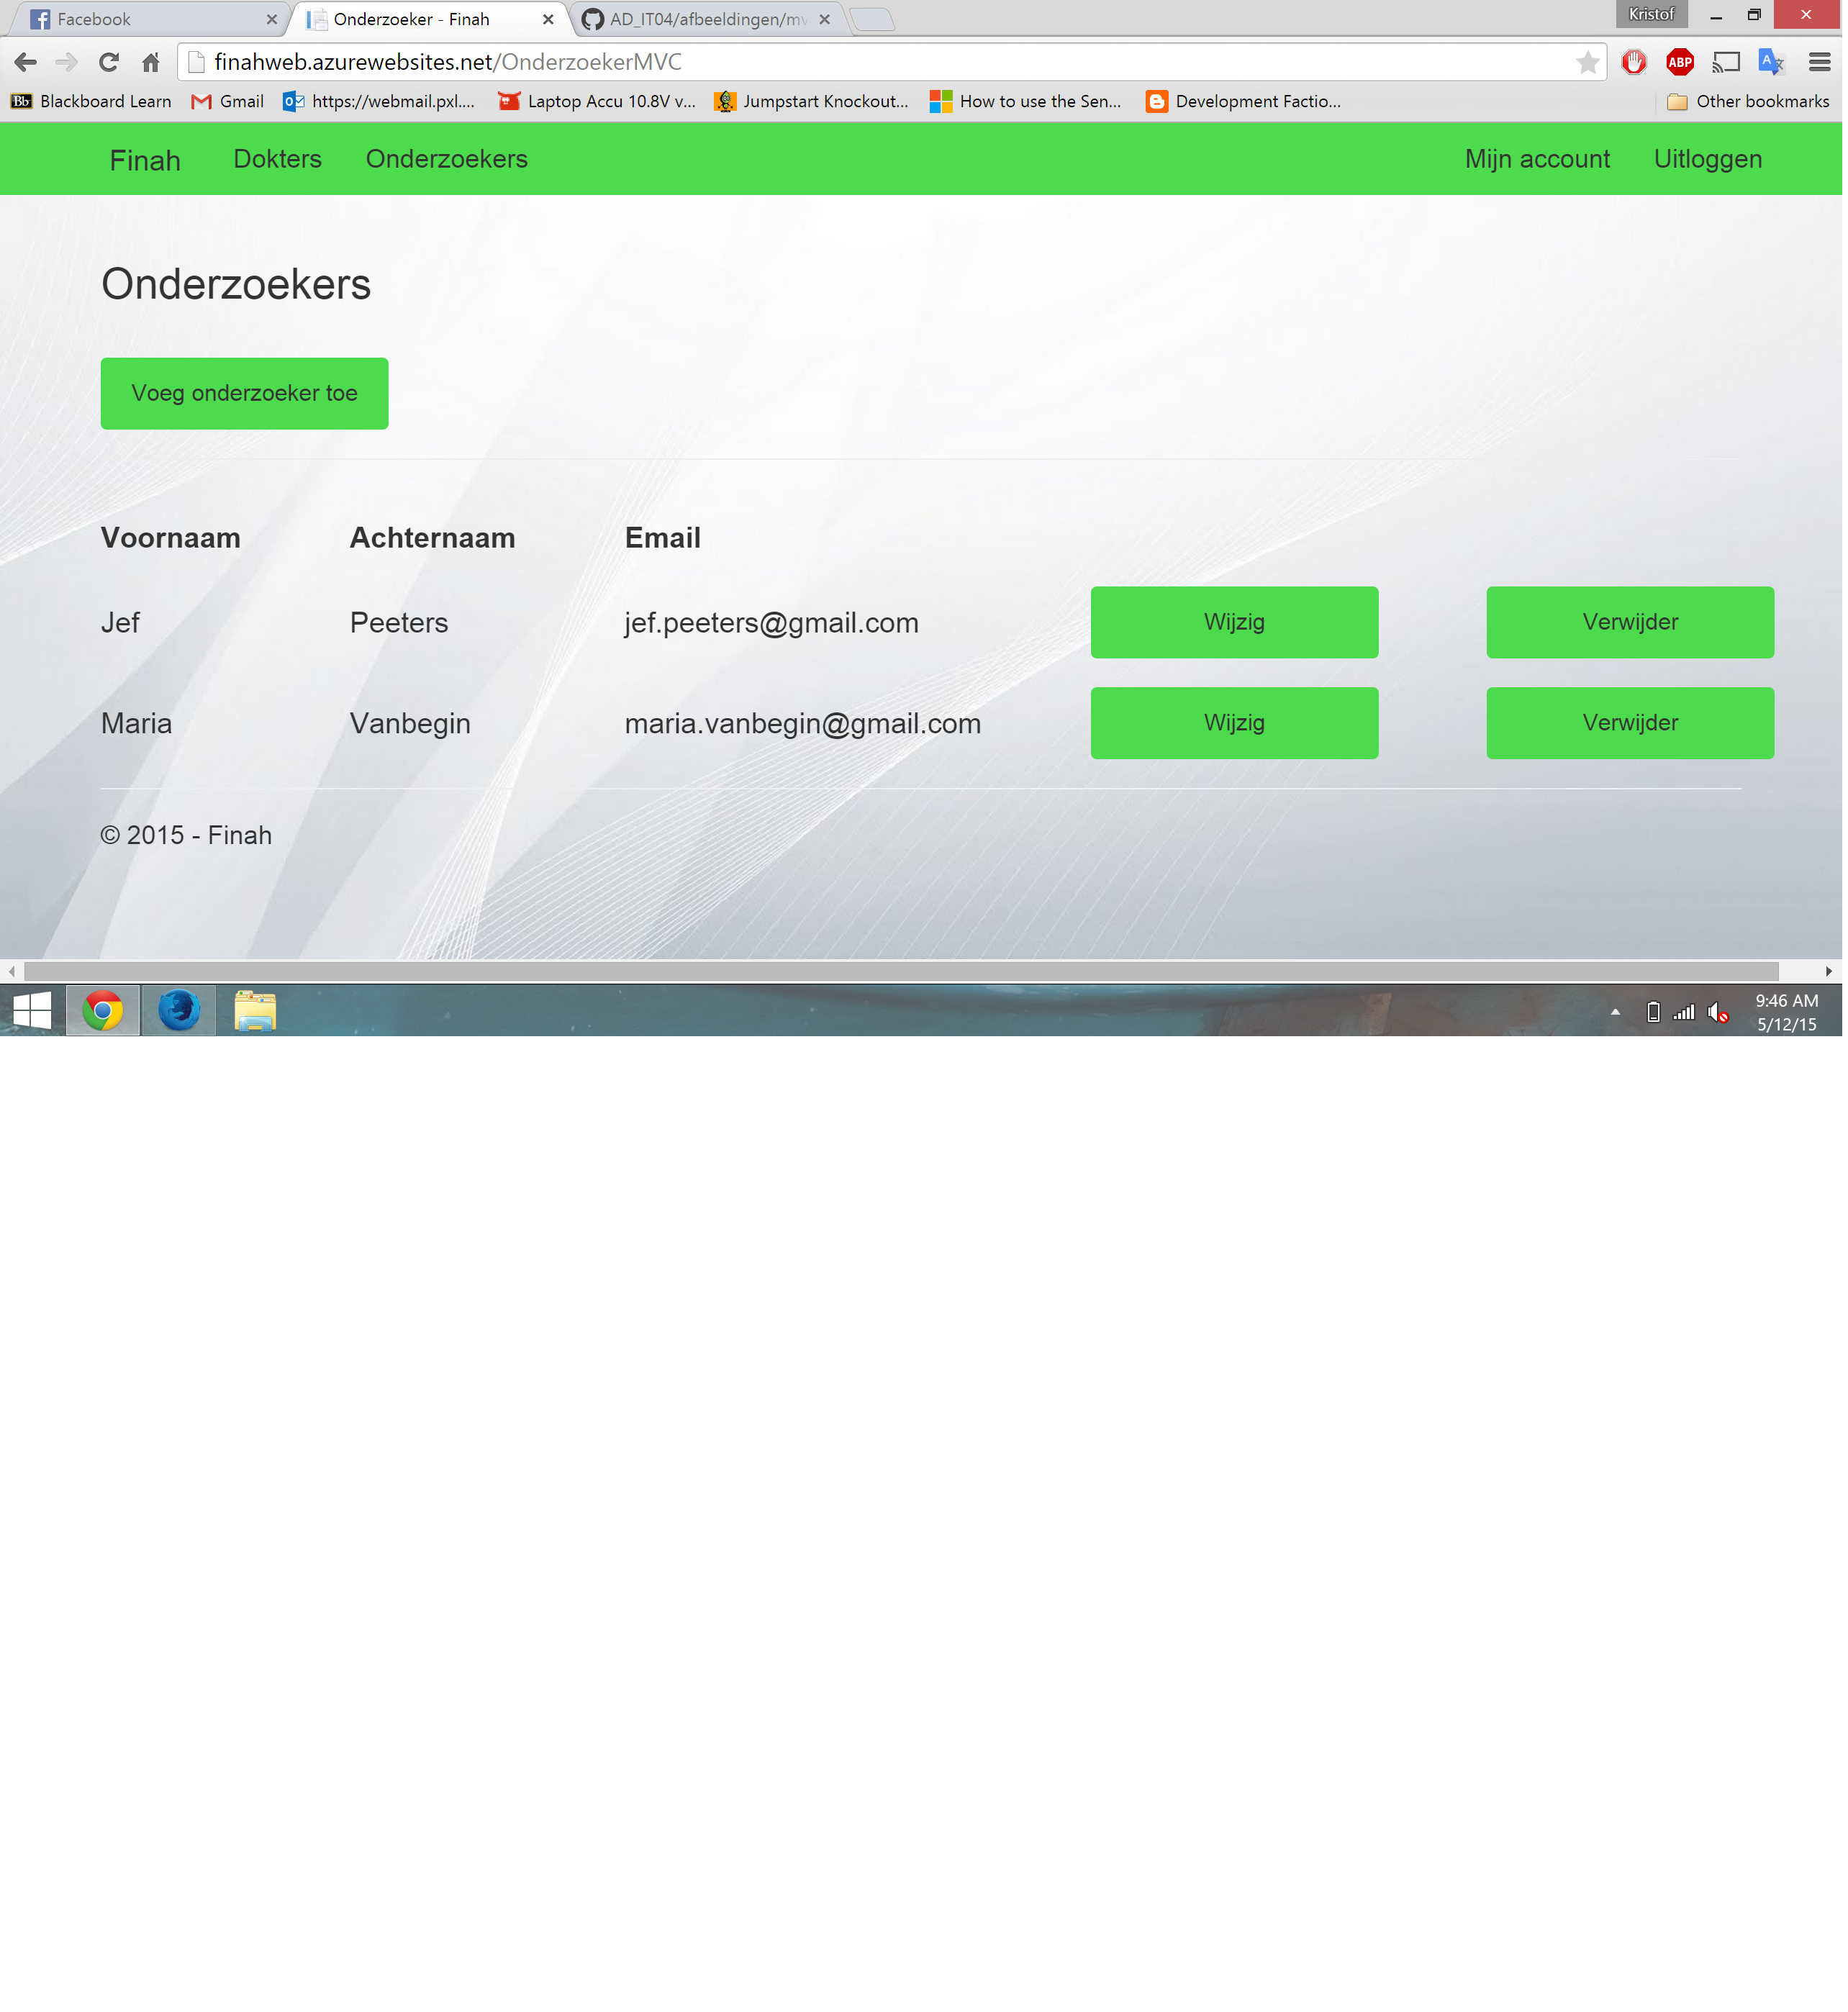 Facebook
Onderzoeker - Finah
AD_IT04/afbeeldingen/mv
Kristof
finahweb.azurewebsites.net/OnderzoekerMVC
ABP
Bb Blackboard Learn
Gmail
https://webmail.pxl....
Laptop Accu 10.8V v...
Jumpstart Knockout...
How to use the Sen...
Development Factio...
Other bookmarks
Finah
Dokters
Onderzoekers
Mijn account
Uitloggen
Onderzoekers
Voeg onderzoeker toe
Voornaam Achternaam Email
Jef Peeters jef.peeters@gmail.com Wijzig Verwijder
Maria Vanbegin maria.vanbegin@gmail.com Wijzig Verwijder
© 2015 - Finah
9:46 AM
5/12/15